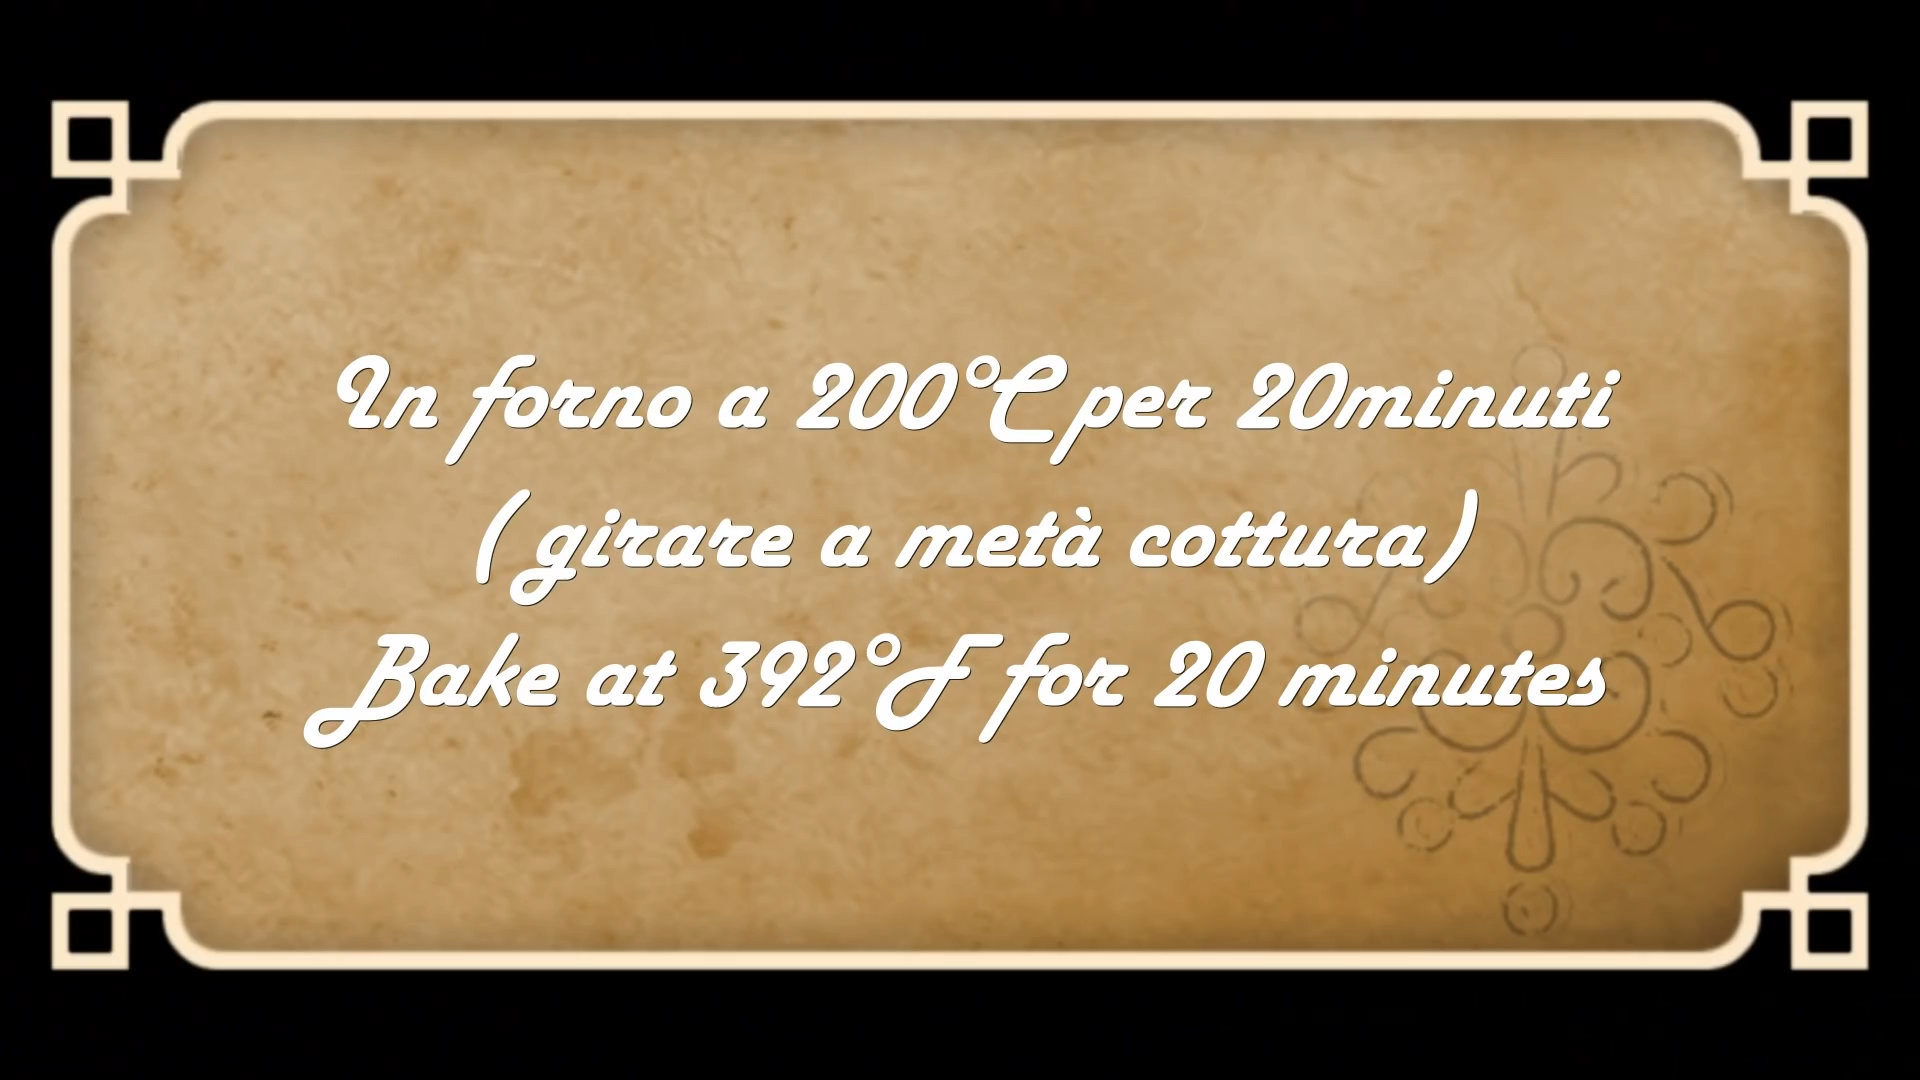 In forno a 200°C per 20minuti
( girare a metà cottura)
Bake at 392°F for 20 minutes